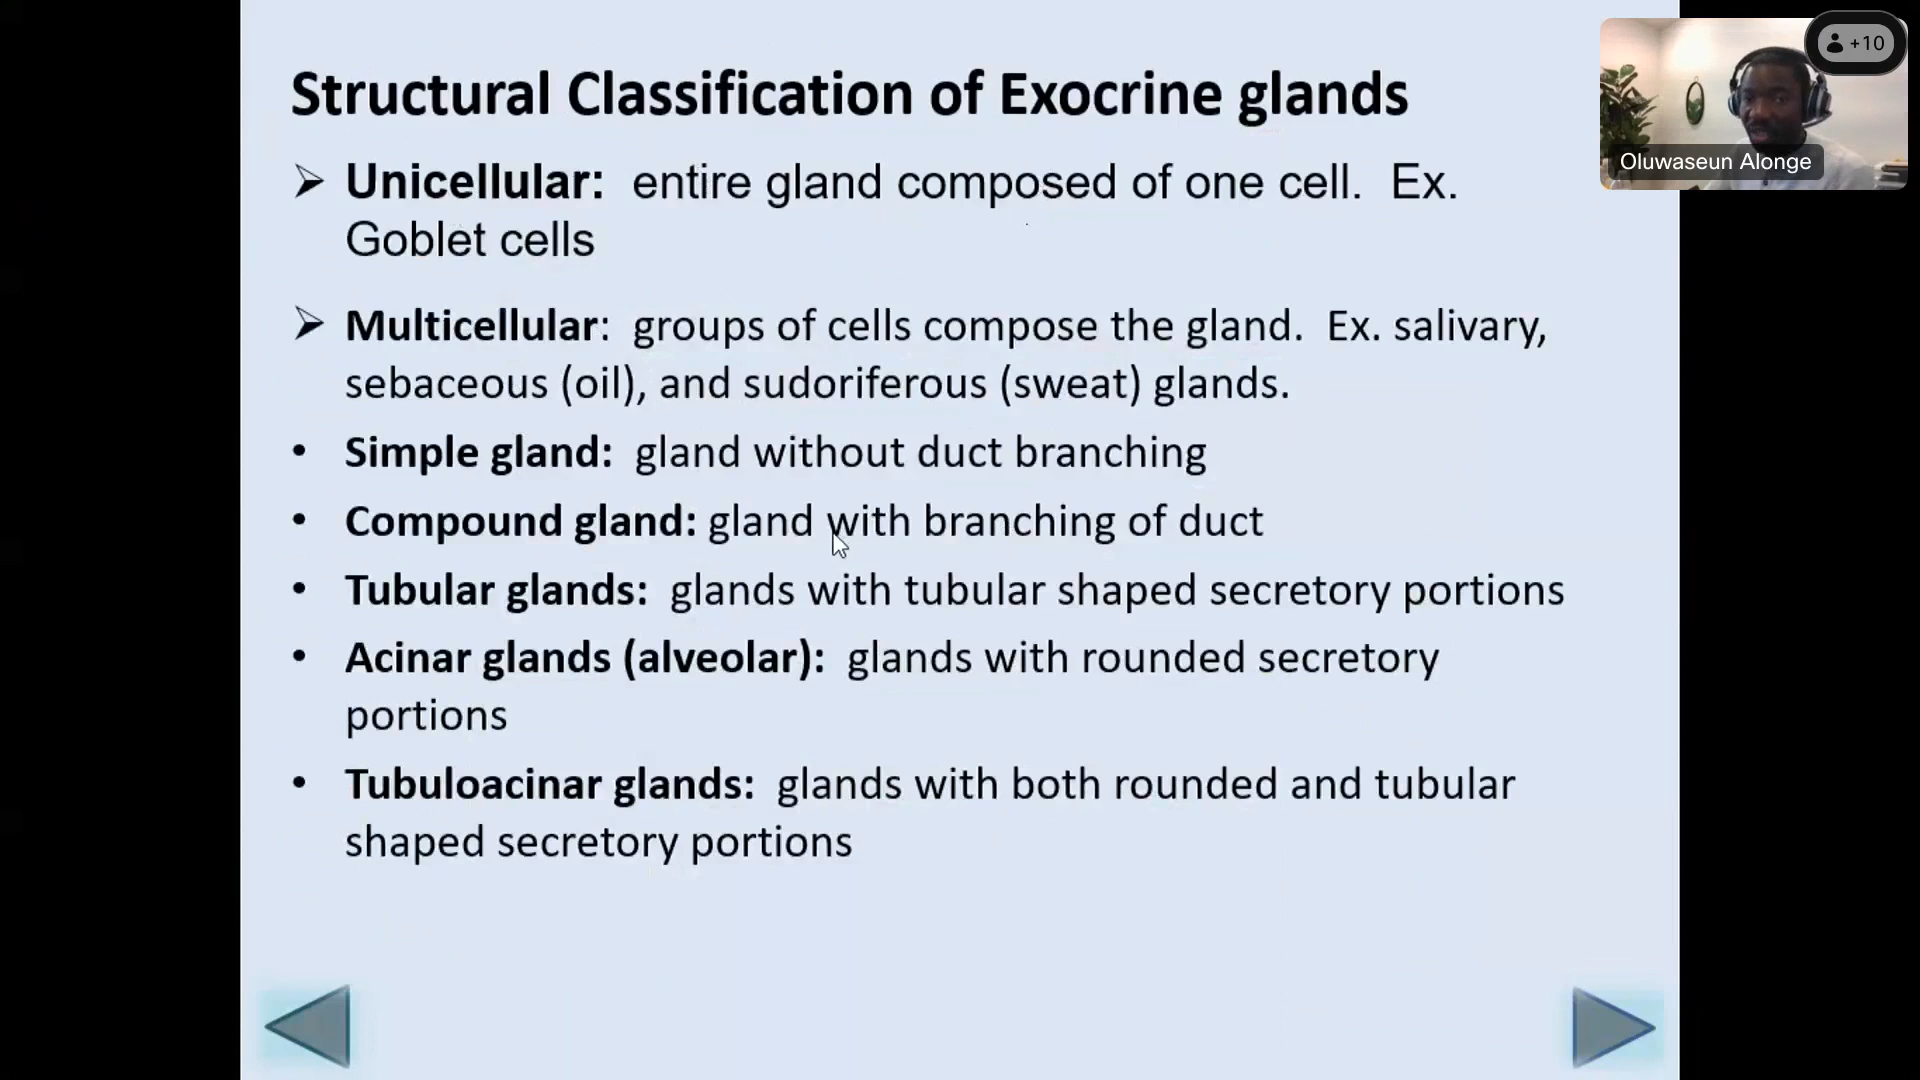 Structural Classification of Exocrine glands
➢ Unicellular: entire gland composed of one cell. Ex.
Goblet cells
➢ Multicellular: groups of cells compose the gland. Ex. salivary,
sebaceous (oil), and sudoriferous (sweat) glands.
• Simple gland: gland without duct branching
• Compound gland: gland with branching of duct
• Tubular glands: glands with tubular shaped secretory portions
• Acinar glands (alveolar): glands with rounded secretory
portions
• Tubuloacinar glands: glands with both rounded and tubular
shaped secretory portions
+10
Oluwaseun Alonge